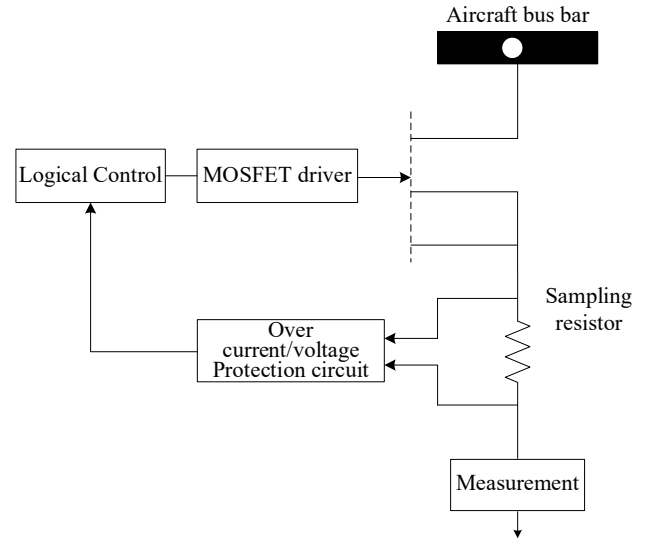 Aircraft bus bar
Logical Control
MOSFET driver
Sampling
resistor
Over
current/voltage
Protection circuit
Measurement